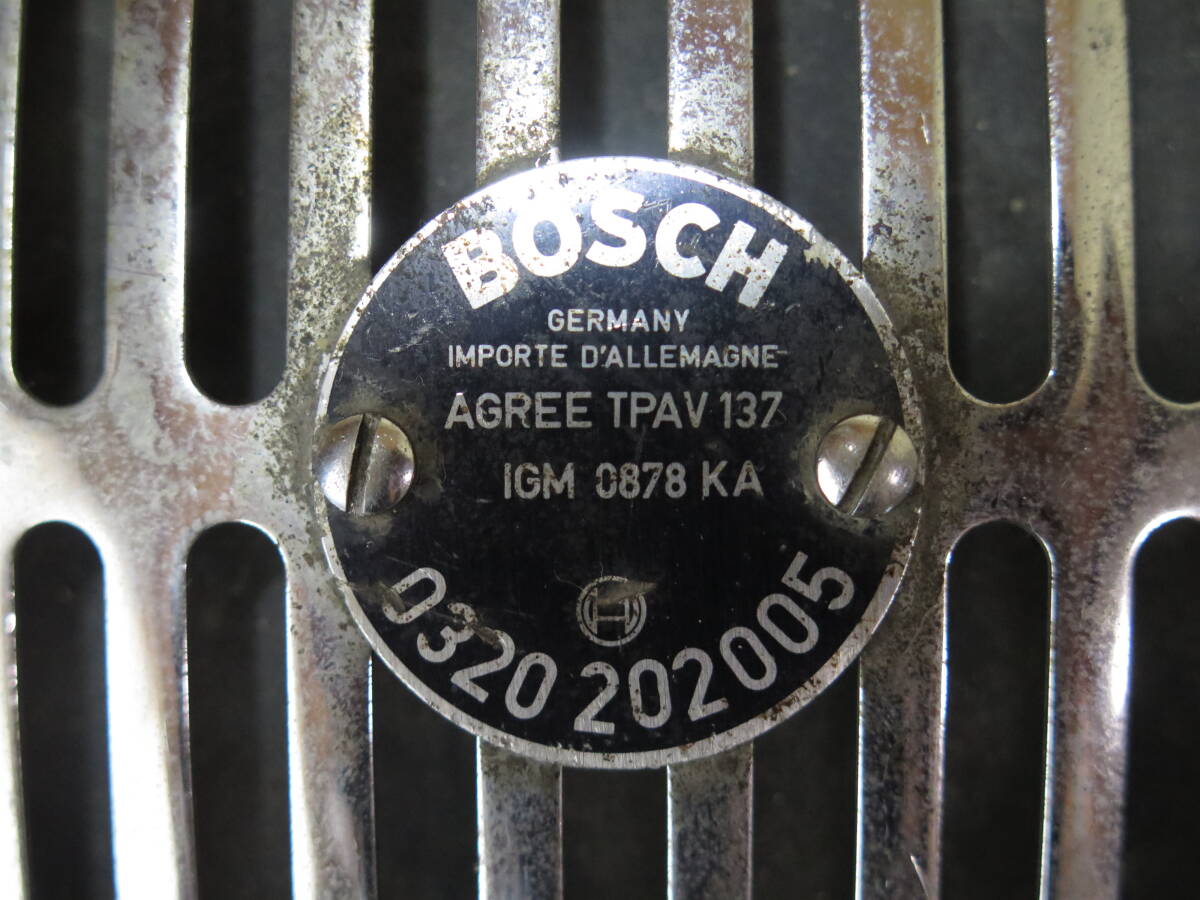 BOSCH
GERMANY
IMPORTE D'ALLEMAGNE
AGREE TPAV 137
IGM 0878 KA
0320 202005